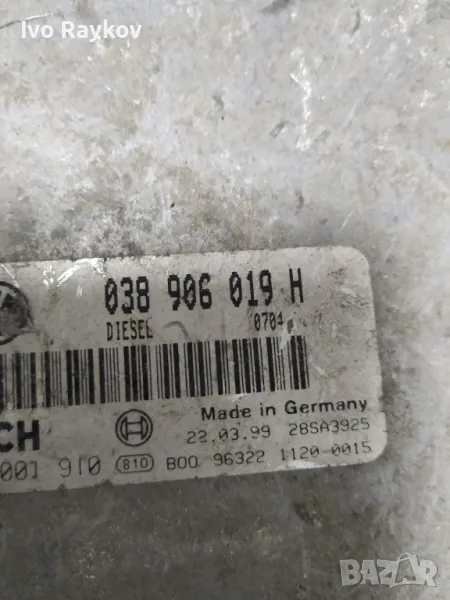 Ivo Raykov
038 906 019 H
DIESEL 0704
CH
Made in Germany
22.03.99 28SA3925
001 910 810 B00 96322 1120 0015
BAZAR